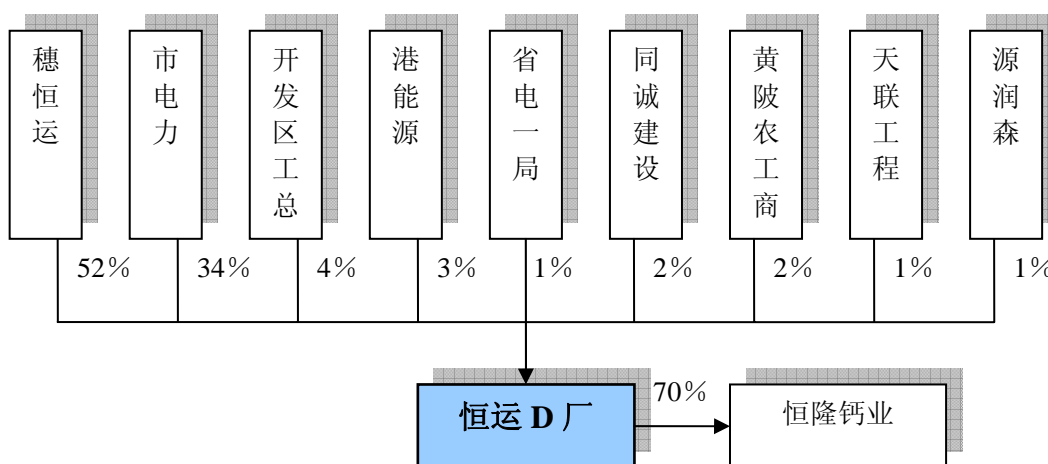 穗恒运
市电力
开发区工总
港能源
省电一局
同诚建设
黄陂农工商
天联工程
源润森
52%
34%
4%
3%
1%
2%
2%
1%
1%
恒运 D 厂
70%
恒隆钙业